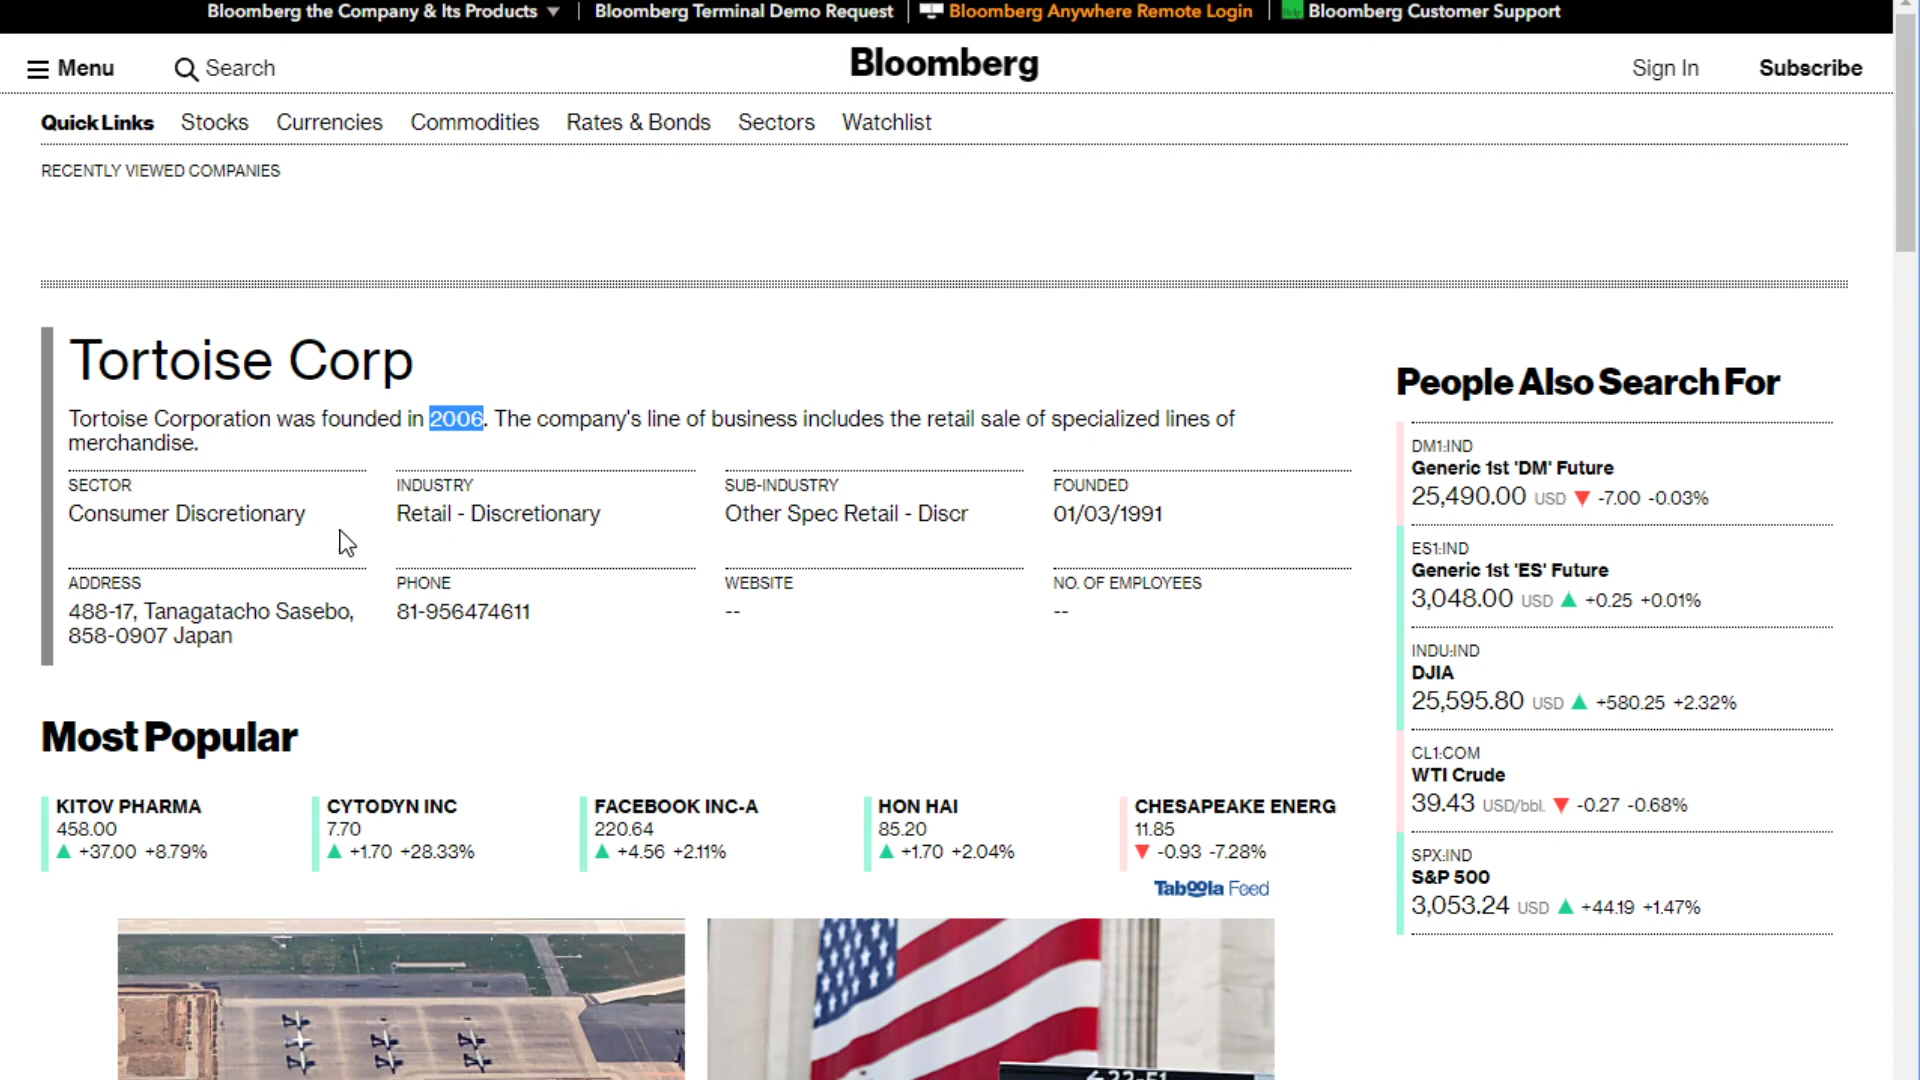 Bloomberg the Company & Its Products ▼ | Bloomberg Terminal Demo Request | Bloomberg Anywhere Remote Login | Bloomberg Customer Support
Menu Search Bloomberg Sign In Subscribe
Quick Links Stocks Currencies Commodities Rates & Bonds Sectors Watchlist
RECENTLY VIEWED COMPANIES
Tortoise Corp
Tortoise Corporation was founded in 2006. The company's line of business includes the retail sale of specialized lines of
merchandise.
SECTOR INDUSTRY SUB-INDUSTRY FOUNDED
Consumer Discretionary Retail - Discretionary Other Spec Retail - Discr 01/03/1991
ADDRESS PHONE WEBSITE NO. OF EMPLOYEES
488-17, Tanagatacho Sasebo, 81-956474611 -- --
858-0907 Japan
People Also Search For
DM1:IND
Generic 1st 'DM' Future
25,490.00 USD ▼ -7.00 -0.03%
ES1:IND
Generic 1st 'ES' Future
3,048.00 USD ▲ +0.25 +0.01%
INDU:IND
DJIA
25,595.80 USD ▲ +580.25 +2.32%
CL1:COM
WTI Crude
39.43 USD/bbl. ▼ -0.27 -0.68%
SPX:IND
S&P 500
3,053.24 USD ▲ +44.19 +1.47%
Most Popular
KITOV PHARMA CYTODYN INC FACEBOOK INC-A HON HAI CHESAPEAKE ENERG
458.00 7.70 220.64 85.20 11.85
▲ +37.00 +8.79% ▲ +1.70 +28.33% ▲ +4.56 +2.11% ▲ +1.70 +2.04% ▼ -0.93 -7.28%
Taboola Feed